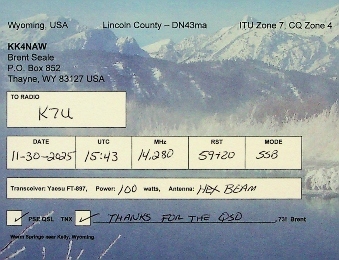 Wyoming, USA Lincoln County – DN43ma ITU Zone 7, CQ Zone 4
KK4NAW
Brent Seale
P.O. Box 852
Thayne, WY 83127 USA
TO RADIO
K7U
DATE UTC MHz RST MODE
11-30-2025 15:43 14,280 59+20 SSB
Transceiver: Yaesu FT-897, Power: 100 watts, Antenna: HEX BEAM
PSE QSL TNX THANKS FOR THE QSO , 73! Brent
Warm Springs near Kelly, Wyoming